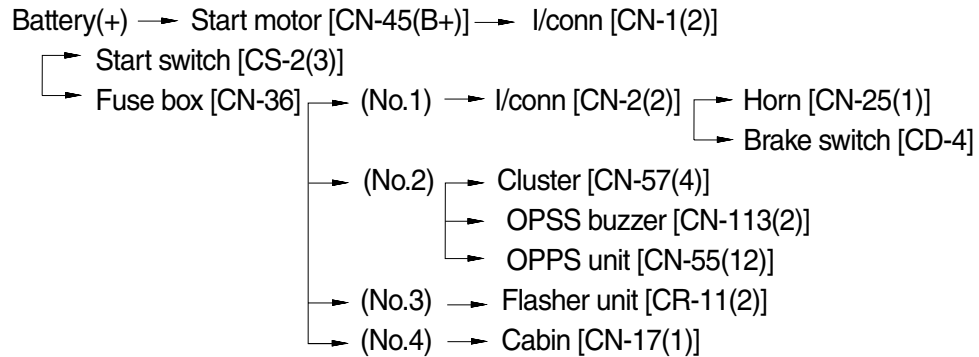 Battery(+) → Start motor [CN-45(B+)] → I/conn [CN-1(2)]
Start switch [CS-2(3)]
Fuse box [CN-36] (No.1) → I/conn [CN-2(2)] Horn [CN-25(1)]
Brake switch [CD-4]
(No.2) Cluster [CN-57(4)]
OPSS buzzer [CN-113(2)]
OPPS unit [CN-55(12)]
(No.3) → Flasher unit [CR-11(2)]
(No.4) → Cabin [CN-17(1)]